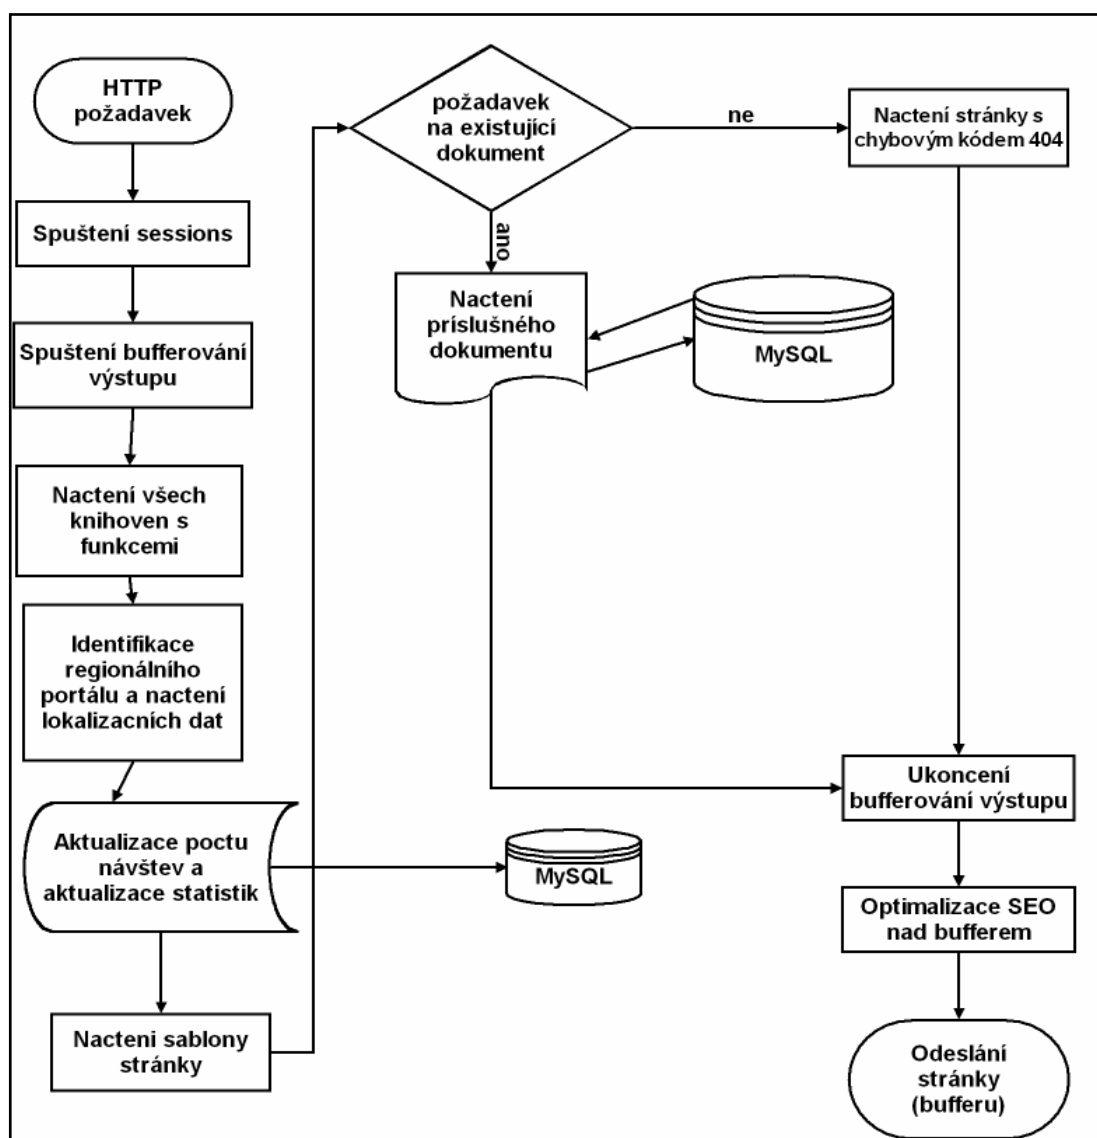 HTTP
požadavek
Spuštení sessions
Spuštení bufferování
výstupu
Nactení všech
knihoven s
funkcemi
Identifikace
regionálního
portálu a nactení
lokalizacních dat
Aktualizace poctu
návštev a
aktualizace statistik
MySQL
Nacteni sablony
stránky
požadavek
na existující
dokument
ne
ano
Nactení stránky s
chybovým kódem 404
Nactení
príslušného
dokumentu
MySQL
Ukoncení
bufferování výstupu
Optimalizace SEO
nad bufferem
Odeslání
stránky
(bufferu)